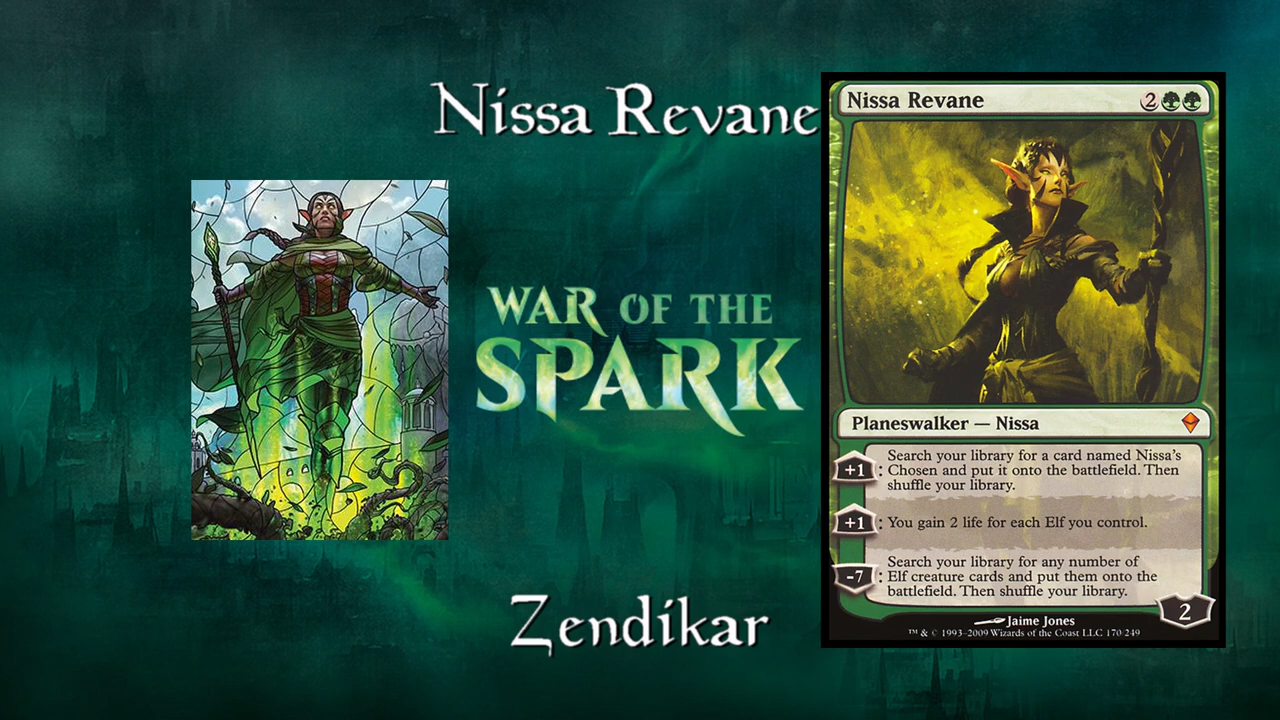 Nissa Revane
WAR OF THE
SPARK
Zendikar
Nissa Revane
2
Planeswalker — Nissa
+1 : Search your library for a card named Nissa's
Chosen and put it onto the battlefield. Then
shuffle your library.
+1 : You gain 2 life for each Elf you control.
-7 : Search your library for any number of
Elf creature cards and put them onto the
battlefield. Then shuffle your library.
2
Jaime Jones
™ & © 1993–2009 Wizards of the Coast LLC 170/249